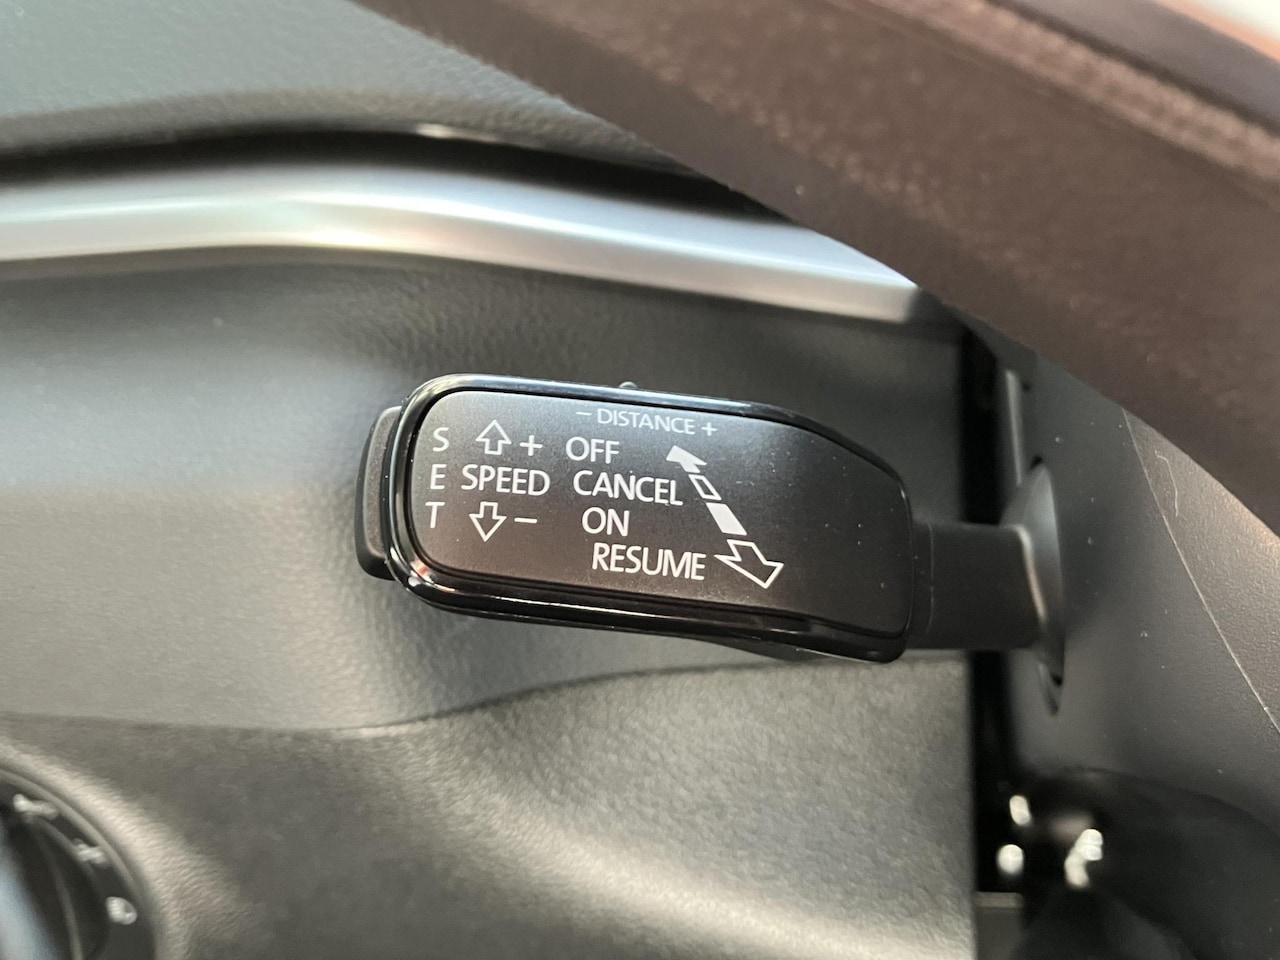 – DISTANCE +
S + OFF
E SPEED CANCEL
T – ON
RESUME